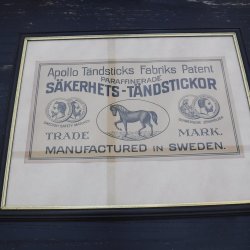 Apollo Tändsticks Fabriks Patent
PARAFFINERADE
SÄKERHETS-TÄNDSTICKOR
TRADE MARK.
MANUFACTURED IN SWEDEN.